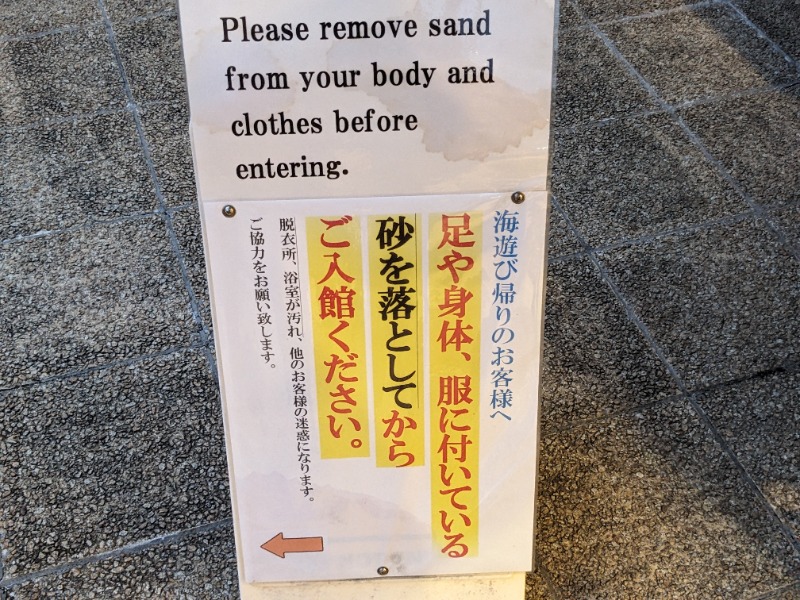 Please remove sand
from your body and
clothes before
entering.
海遊び帰りのお客様へ
足や身体、服に付いている
砂を落としてから
ご入館ください。
脱衣所、浴室が汚れ、他のお客様の迷惑になります。
ご協力をお願い致します。